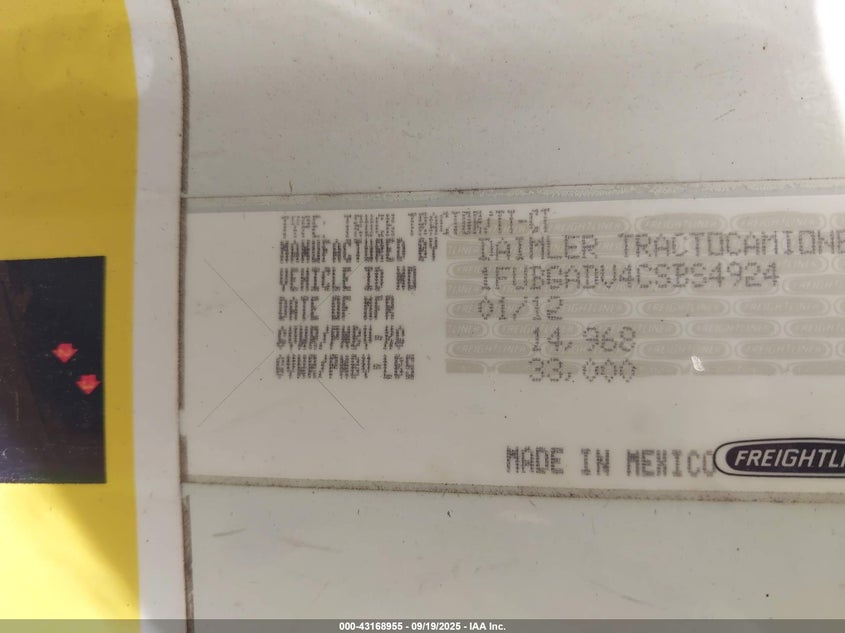 TYPE: TRUCK TRACTOR/TT-CT
MANUFACTURED BY DAIMLER TRACTOCAMIONE
VEHICLE ID NO 1FUBGADV4CSBS4924
DATE OF MFR 01/12
GVWR/PNBV-KG 14,968
GVWR/PNBV-LBS 33,000
MADE IN MEXICO FREIGHTLIN
000-43168955 - 09/19/2025 - IAA Inc.